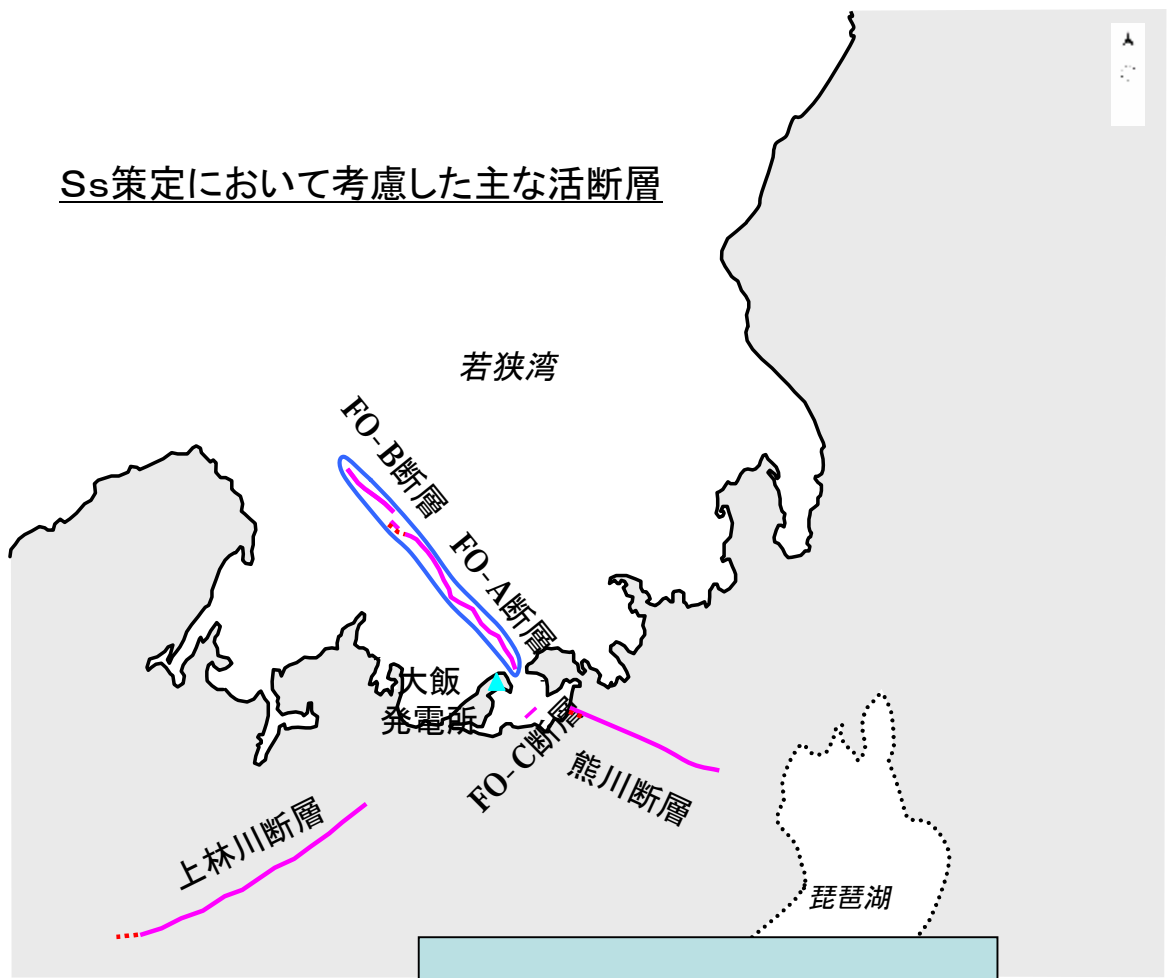 Ss策定において考慮した主な活断層
若狭湾
FO-B断層
FO-A断層
大飯
発電所
FO-C断層
熊川断層
上林川断層
琵琶湖